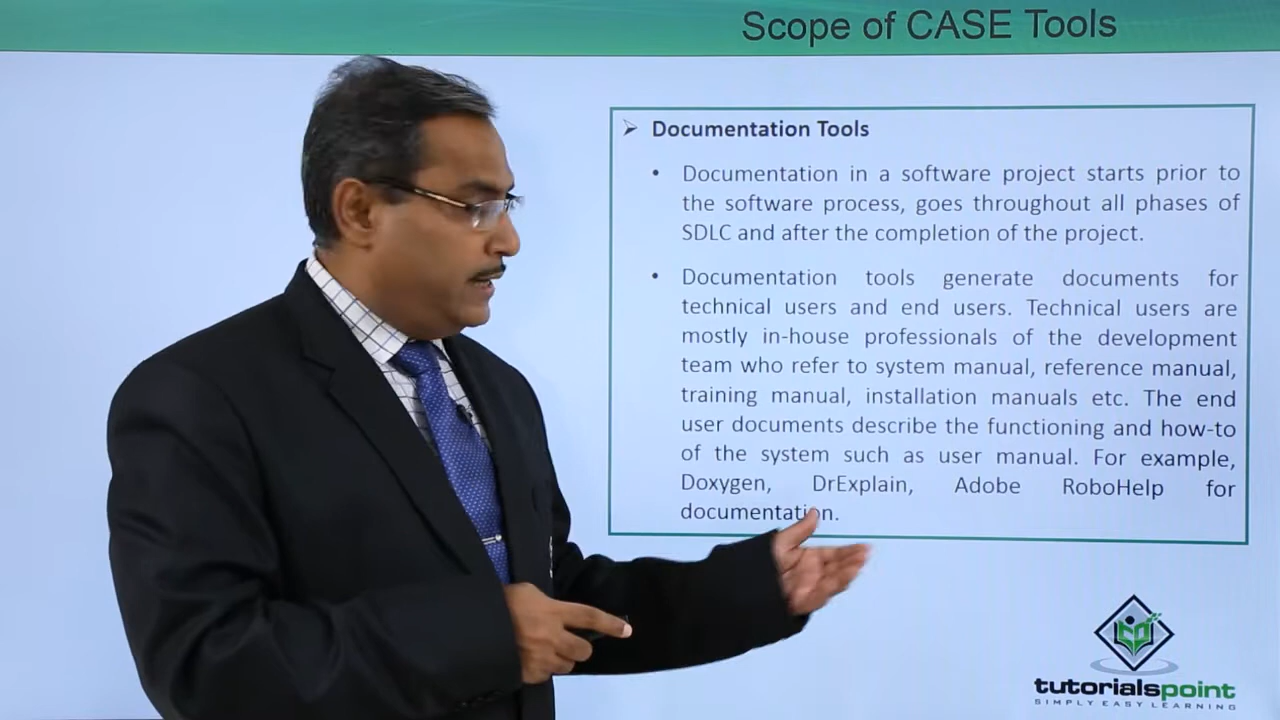 Scope of CASE Tools
Documentation Tools
Documentation in a software project starts prior to
the software process, goes throughout all phases of
SDLC and after the completion of the project.
Documentation tools generate documents for
technical users and end users. Technical users are
mostly in-house professionals of the development
team who refer to system manual, reference manual,
training manual, installation manuals etc. The end
user documents describe the functioning and how-to
of the system such as user manual. For example,
Doxygen, DrExplain, Adobe RoboHelp for
documentation.
tutorialspoint
SIMPLY EASY LEARNING